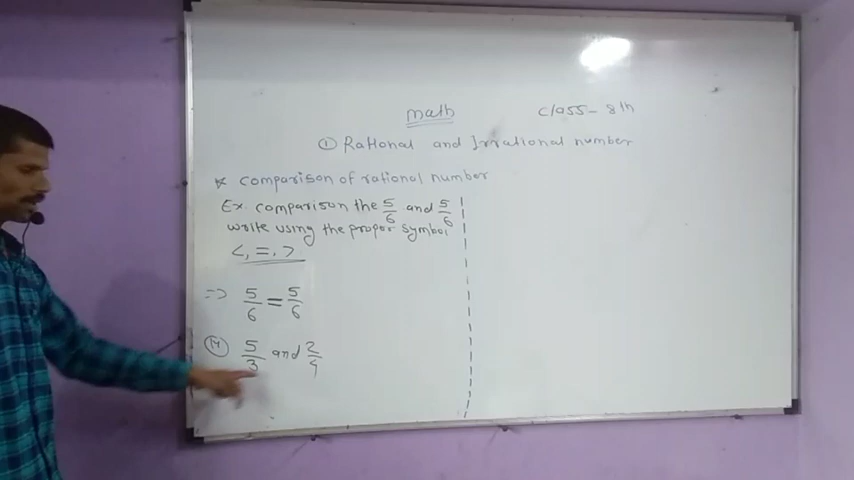 math class - 8th
① Rational and Irrational number
* comparison of rational number
Ex. comparison the 5/6 and 5/6
write using the proper symbol
<, =, >
=> 5/6 = 5/6
5/3 and 2/4